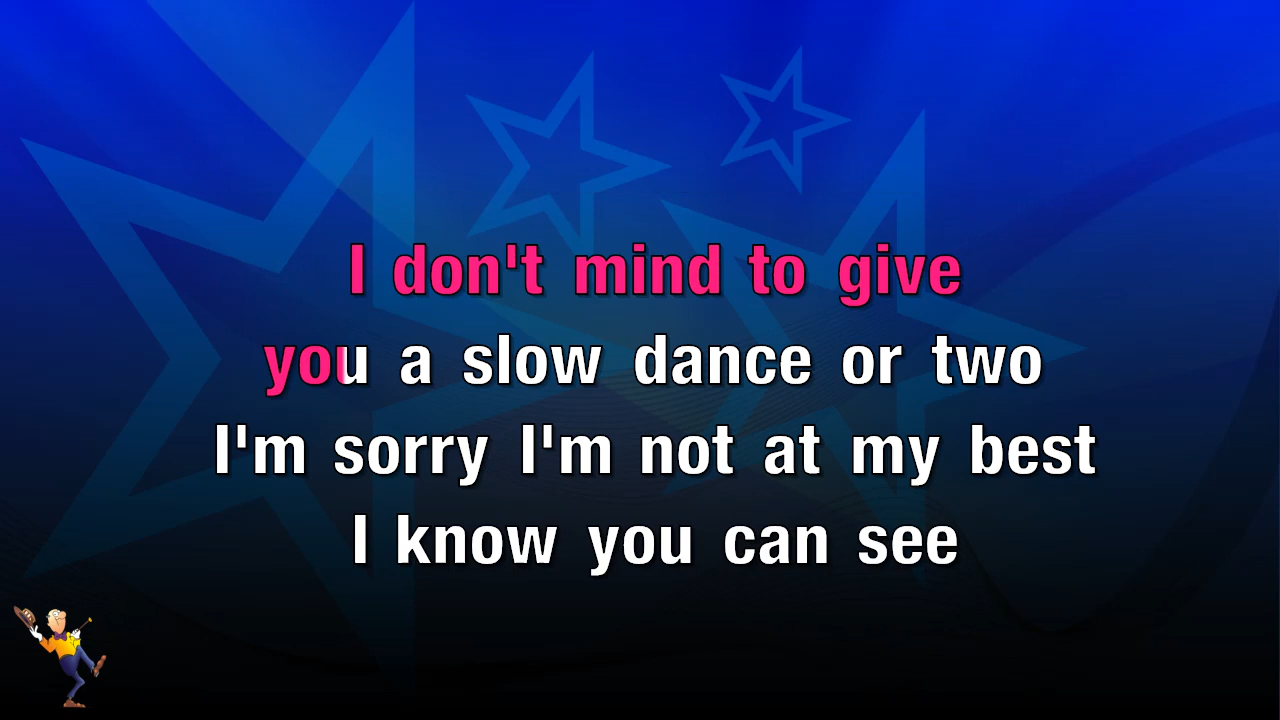 I don't mind to give
you a slow dance or two
I'm sorry I'm not at my best
I know you can see